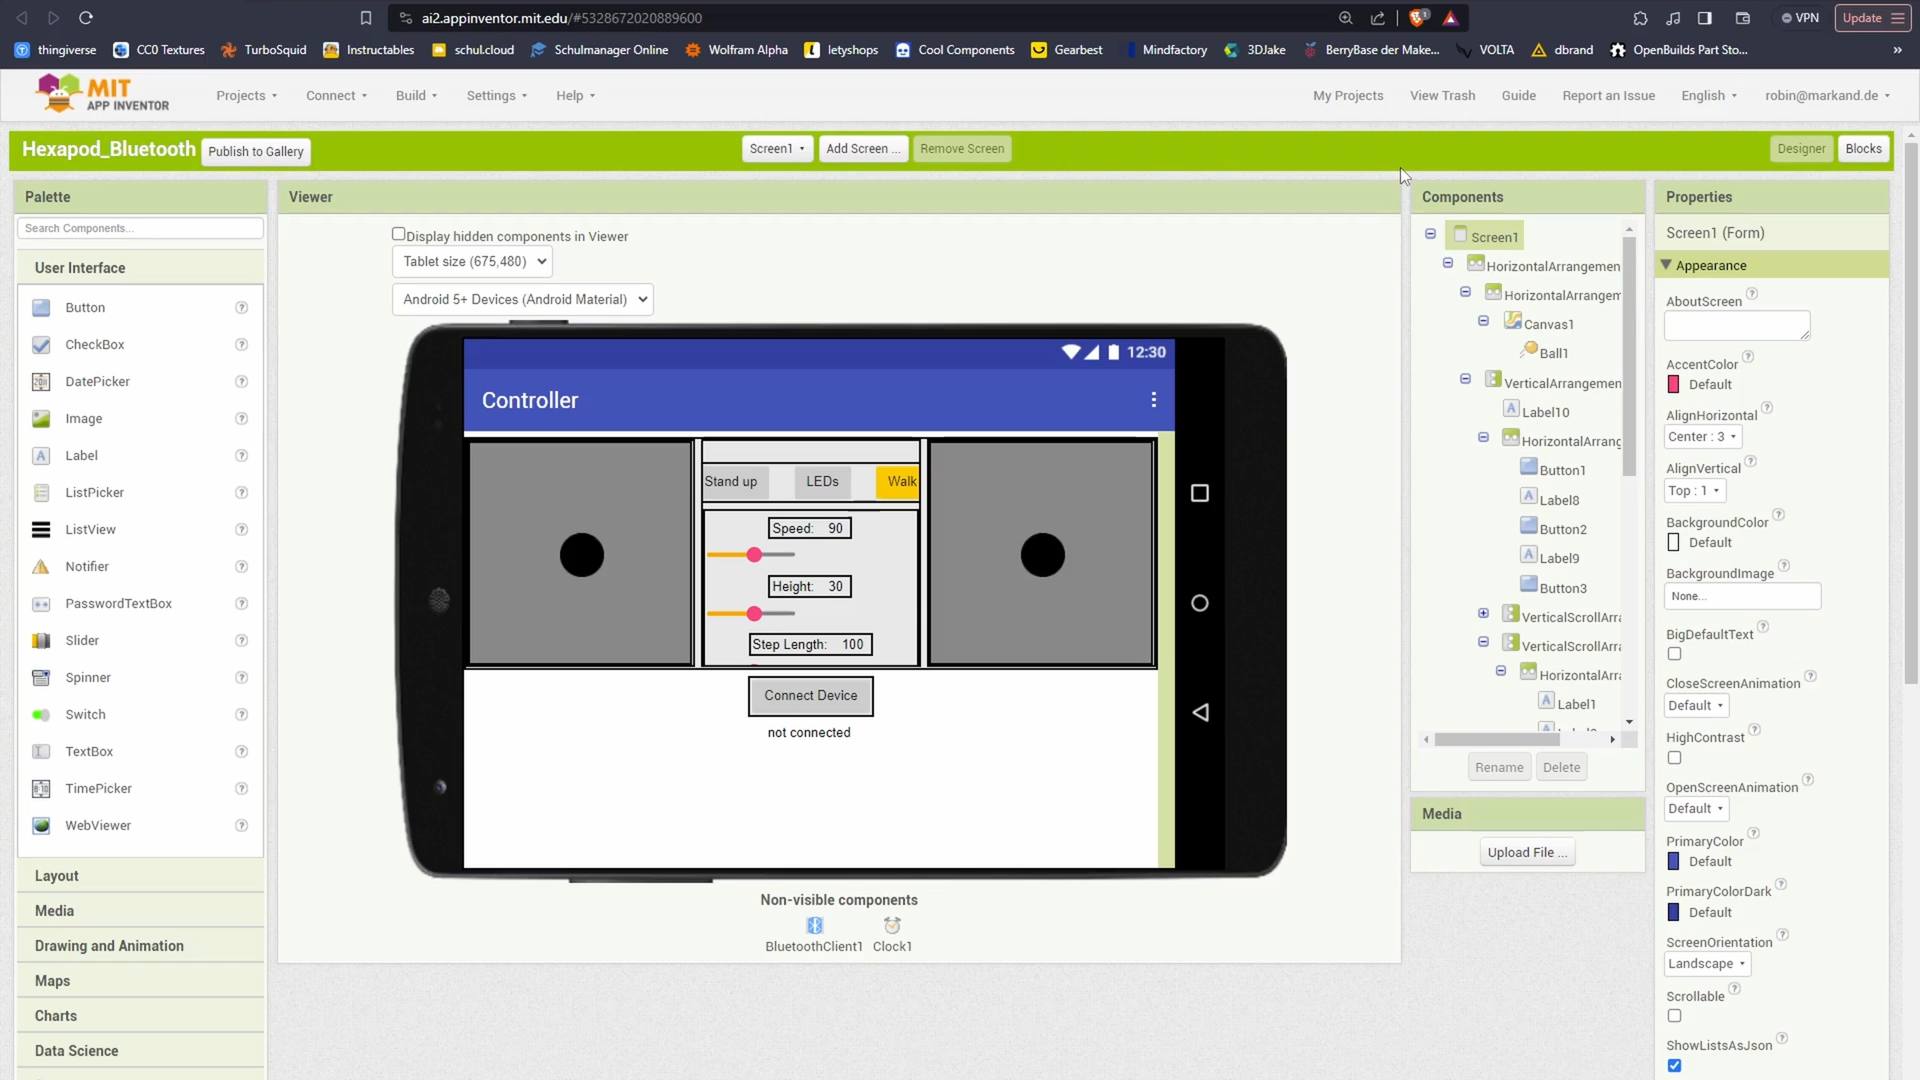 ai2.appinventor.mit.edu/#5328672020889600
VPN
Update
thingiverse
CC0 Textures
TurboSquid
Instructables
schul.cloud
Schulmanager Online
Wolfram Alpha
letyshops
Cool Components
Gearbest
Mindfactory
3DJake
BerryBase der Make...
VOLTA
dbrand
OpenBuilds Part Sto...
»
MIT
APP INVENTOR
Projects
Connect
Build
Settings
Help
My Projects
View Trash
Guide
Report an Issue
English
robin@markand.de
Hexapod_Bluetooth
Publish to Gallery
Screen1
Add Screen ...
Remove Screen
Designer
Blocks
Palette
Search Components...
User Interface
Button
CheckBox
DatePicker
Image
Label
ListPicker
ListView
Notifier
PasswordTextBox
Slider
Spinner
Switch
TextBox
TimePicker
WebViewer
Layout
Media
Drawing and Animation
Maps
Charts
Data Science
Viewer
Display hidden components in Viewer
Tablet size (675,480)
Android 5+ Devices (Android Material)
12:30
Controller
Stand up
LEDs
Walk
Speed: 90
Height: 30
Step Length: 100
Connect Device
not connected
Non-visible components
BluetoothClient1
Clock1
Components
Screen1
HorizontalArrangemen
HorizontalArrangem
Canvas1
Ball1
VerticalArrangemen
Label10
HorizontalArrang
Button1
Label8
Button2
Label9
Button3
VerticalScrollArra
VerticalScrollArra
HorizontalArra
Label1
Rename
Delete
Media
Upload File ...
Properties
Screen1 (Form)
Appearance
AboutScreen
AccentColor
Default
AlignHorizontal
Center : 3
AlignVertical
Top : 1
BackgroundColor
Default
BackgroundImage
None...
BigDefaultText
CloseScreenAnimation
Default
HighContrast
OpenScreenAnimation
Default
PrimaryColor
Default
PrimaryColorDark
Default
ScreenOrientation
Landscape
Scrollable
ShowListsAsJson